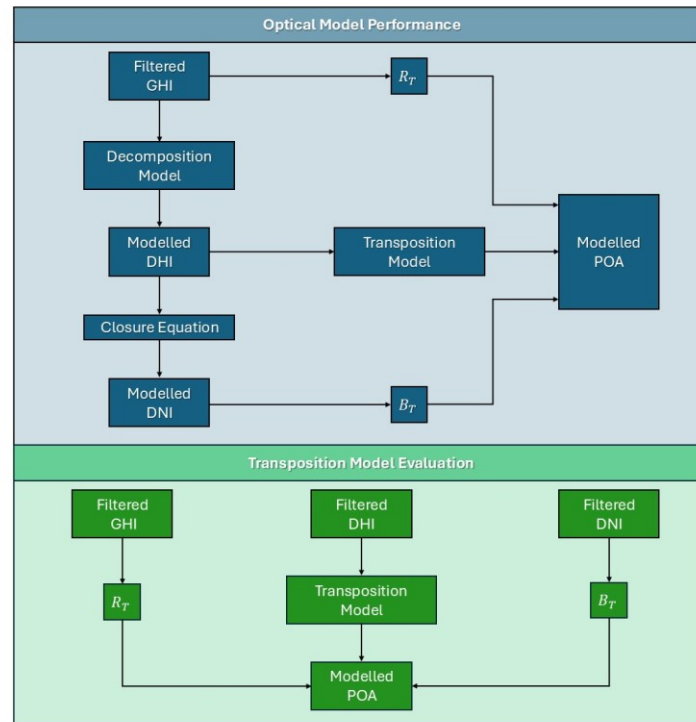 Optical Model Performance
Filtered
GHI
R_T
Decomposition
Model
Modelled
DHI
Transposition
Model
Modelled
POA
Closure Equation
Modelled
DNI
B_T
Transposition Model Evaluation
Filtered
GHI
Filtered
DHI
Filtered
DNI
R_T
Transposition
Model
B_T
Modelled
POA